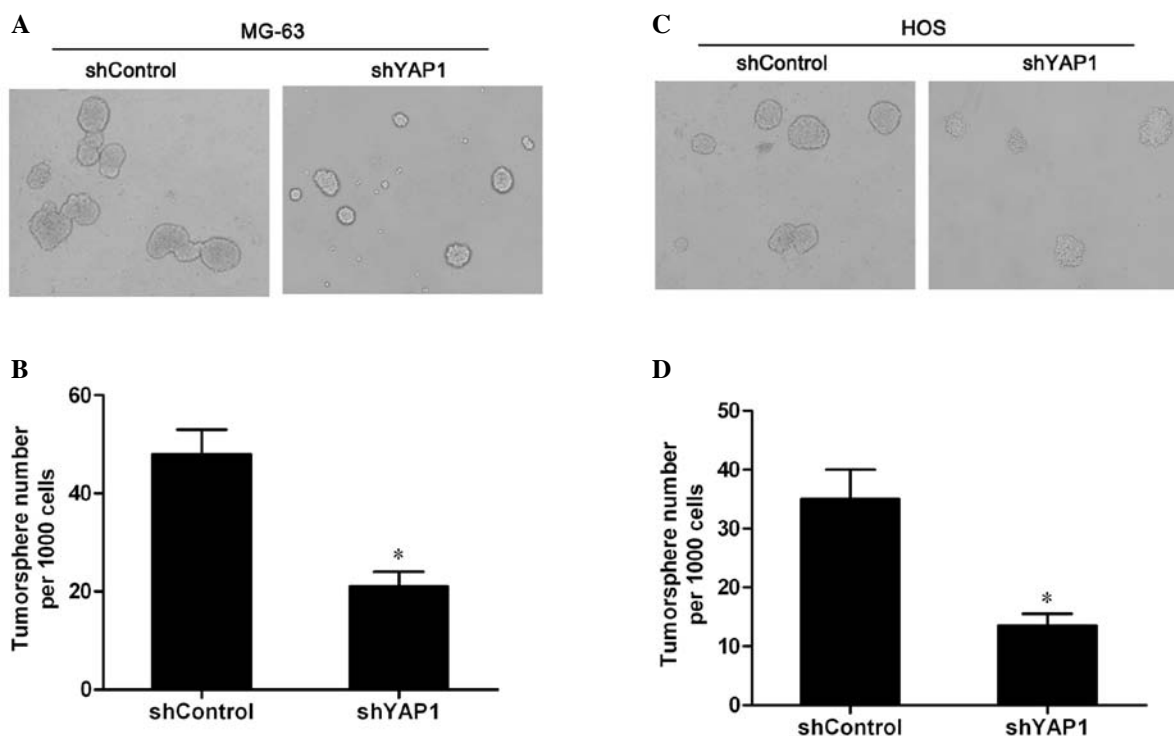 A
MG-63
shControl shYAP1
C
HOS
shControl shYAP1
B
Tumorsphere number
per 1000 cells
60
40
20
0
*
shControl shYAP1
D
Tumorsphere number
per 1000 cells
50
40
30
20
10
0
*
shControl shYAP1